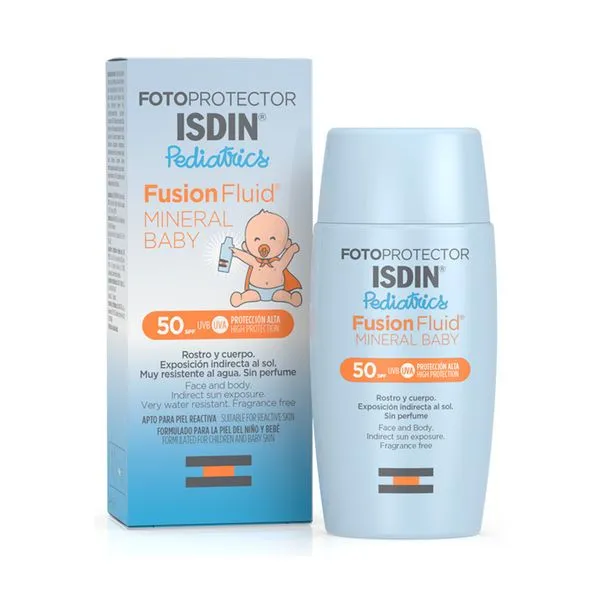 FOTOPROTECTOR
ISDIN®
Pediatrics
Fusion Fluid®
MINERAL
BABY
50 SPF UVB UVA PROTECCIÓN ALTA
HIGH PROTECTION
Rostro y cuerpo.
Exposición indirecta al sol.
Muy resistente al agua. Sin perfume
Face and body.
Indirect sun exposure.
Very water resistant. Fragrance free
APTO PARA PIEL REACTIVA SUITABLE FOR REACTIVE SKIN
FORMULADO PARA LA PIEL DEL NIÑO Y BEBÉ
FORMULATED FOR CHILDREN AND BABY SKIN
FOTOPROTECTOR
ISDIN®
Pediatrics
Fusion Fluid®
MINERAL BABY
50 SPF UVB UVA PROTECCIÓN ALTA
HIGH PROTECTION
Rostro y cuerpo.
Exposición indirecta al sol.
Sin perfume
Face and Body.
Indirect sun exposure.
Fragrance free